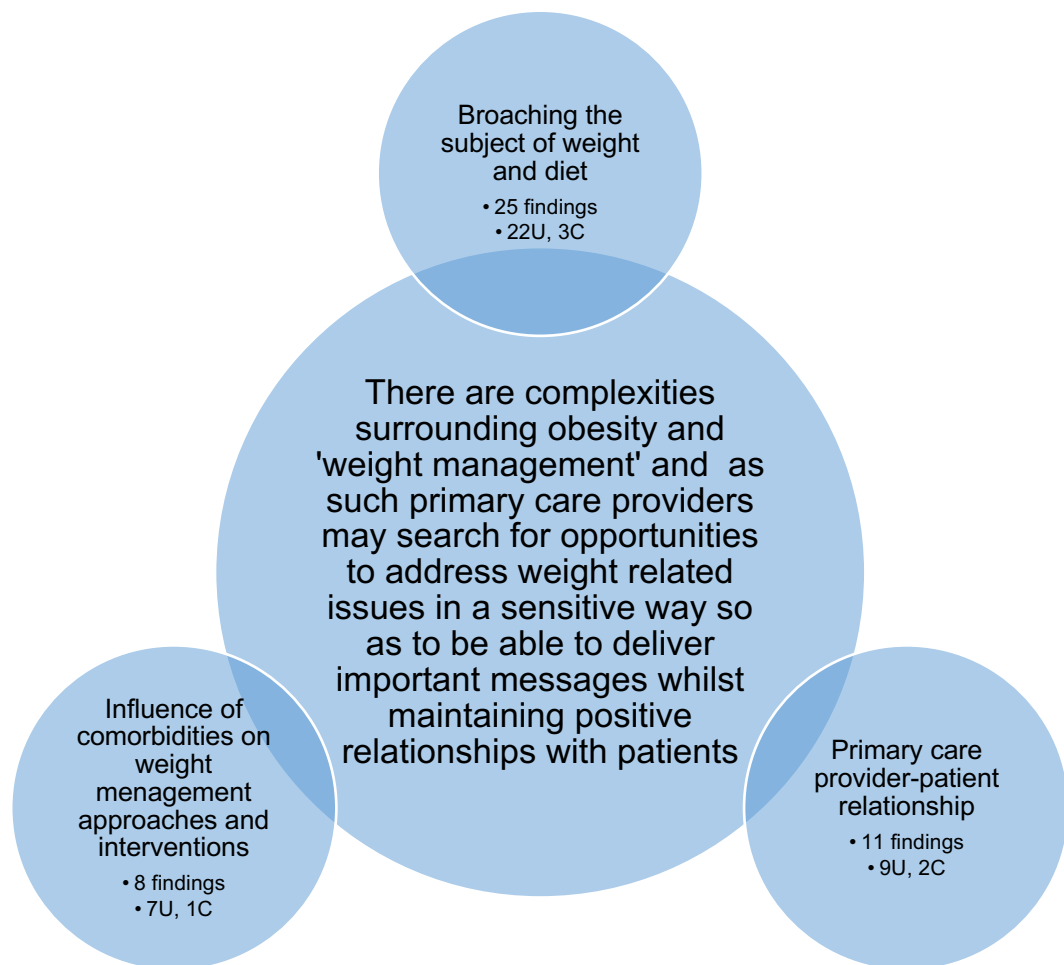 Broaching the
subject of weight
and diet
• 25 findings
• 22U, 3C
There are complexities
surrounding obesity and
'weight management' and as
such primary care providers
may search for opportunities
to address weight related
issues in a sensitive way so
as to be able to deliver
important messages whilst
maintaining positive
relationships with patients
Influence of
comorbidities on
weight
menagement
approaches and
interventions
• 8 findings
• 7U, 1C
Primary care
provider-patient
relationship
• 11 findings
• 9U, 2C